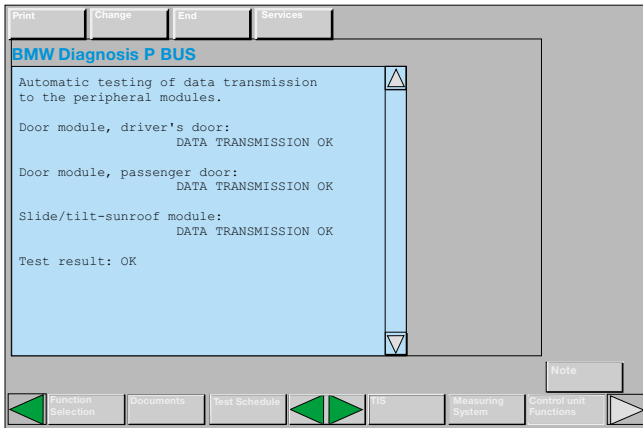 Print Change End Services
BMW Diagnosis P BUS
Automatic testing of data transmission
to the peripheral modules.
Door module, driver's door:
DATA TRANSMISSION OK
Door module, passenger door:
DATA TRANSMISSION OK
Slide/tilt-sunroof module:
DATA TRANSMISSION OK
Test result: OK
Note
Function Selection Documents Test Schedule TIS Measuring System Control unit Functions